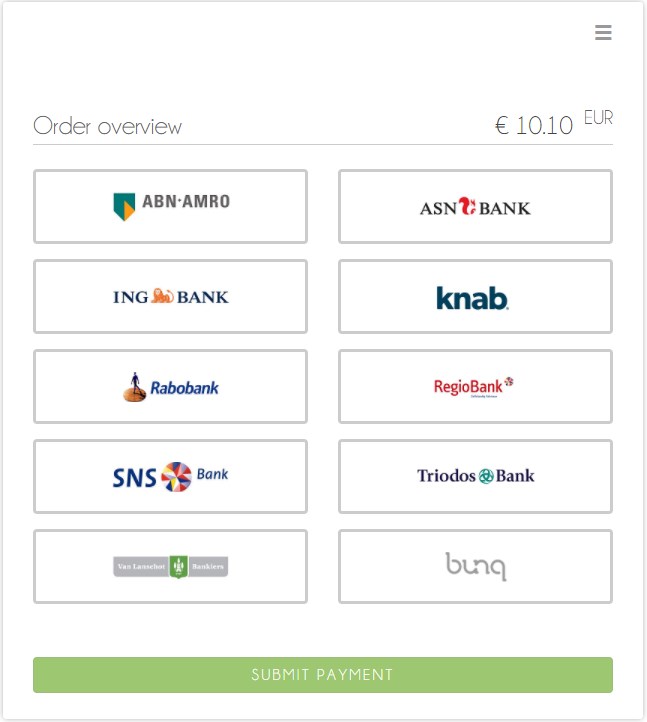 Order overview € 10.10 EUR
ABN·AMRO ASN BANK
ING BANK knab.
Rabobank RegioBank
SNS Bank Triodos Bank
Van Lanschot Bankiers bunq
SUBMIT PAYMENT